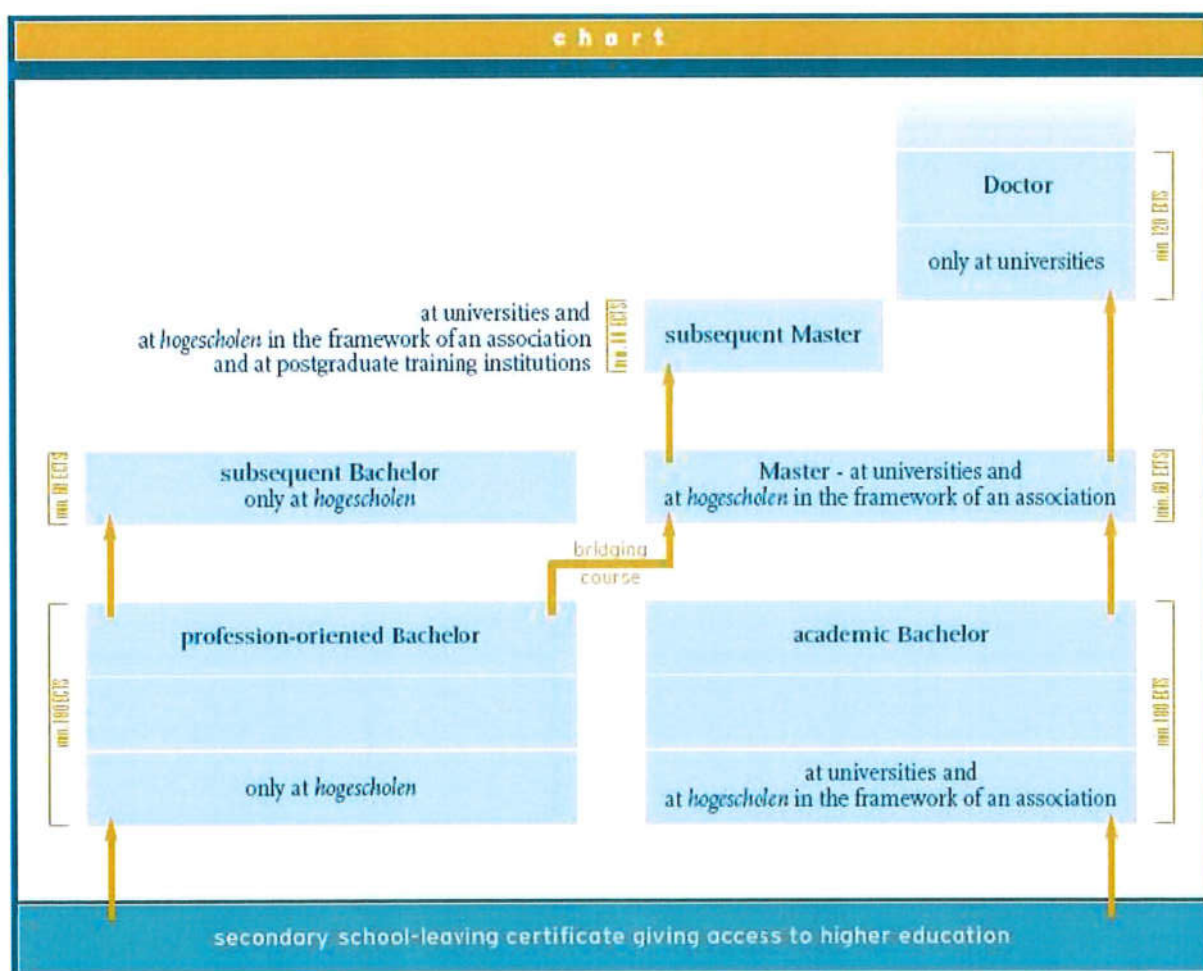 chart
Doctor
only at universities
min. 120 ECTS
at universities and
at hogescholen in the framework of an association
and at postgraduate training institutions
ECTS
subsequent Master
min. 60 ECTS
subsequent Bachelor
only at hogescholen
Master - at universities and
at hogescholen in the framework of an association
min. 60 ECTS
bridging
course
min. 180 ECTS
profession-oriented Bachelor
only at hogescholen
academic Bachelor
at universities and
at hogescholen in the framework of an association
min. 180 ECTS
secondary school-leaving certificate giving access to higher education